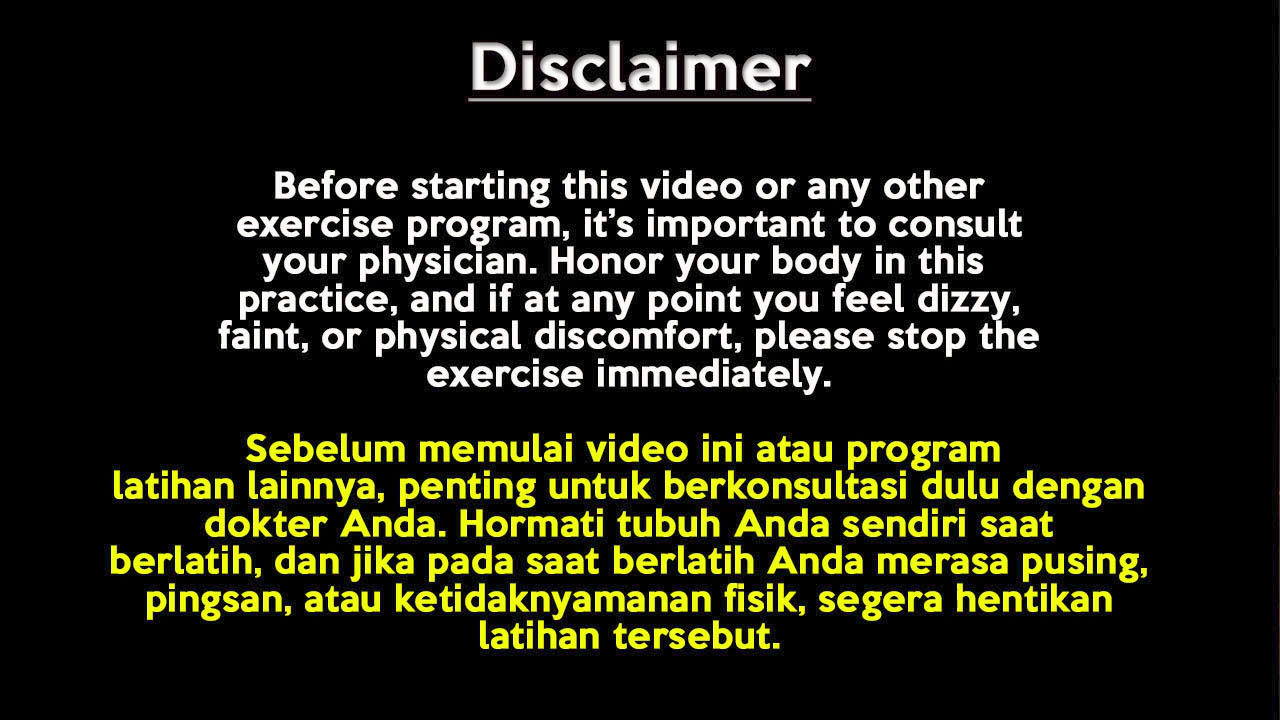 Disclaimer
Before starting this video or any other
exercise program, it's important to consult
your physician. Honor your body in this
practice, and if at any point you feel dizzy,
faint, or physical discomfort, please stop the
exercise immediately.
Sebelum memulai video ini atau program
latihan lainnya, penting untuk berkonsultasi dulu dengan
dokter Anda. Hormati tubuh Anda sendiri saat
berlatih, dan jika pada saat berlatih Anda merasa pusing,
pingsan, atau ketidaknyamanan fisik, segera hentikan
latihan tersebut.